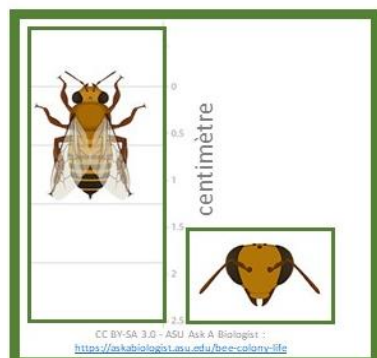 0
0.5
1
1.5
2
2.5
centimètre
CC BY-SA 3.0 - ASU Ask A Biologist :
https://askabiologist.asu.edu/bee-colony-life